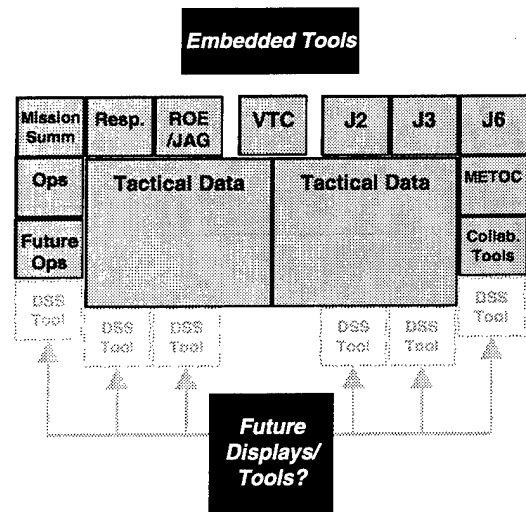 Embedded Tools
Mission
Summ
Resp.
ROE
/JAG
VTC
J2
J3
J6
Ops
Tactical Data
Tactical Data
METOC
Future
Ops
Collab.
Tools
DSS
Tool
DSS
Tool
DSS
Tool
DSS
Tool
DSS
Tool
DSS
Tool
Future
Displays/
Tools?